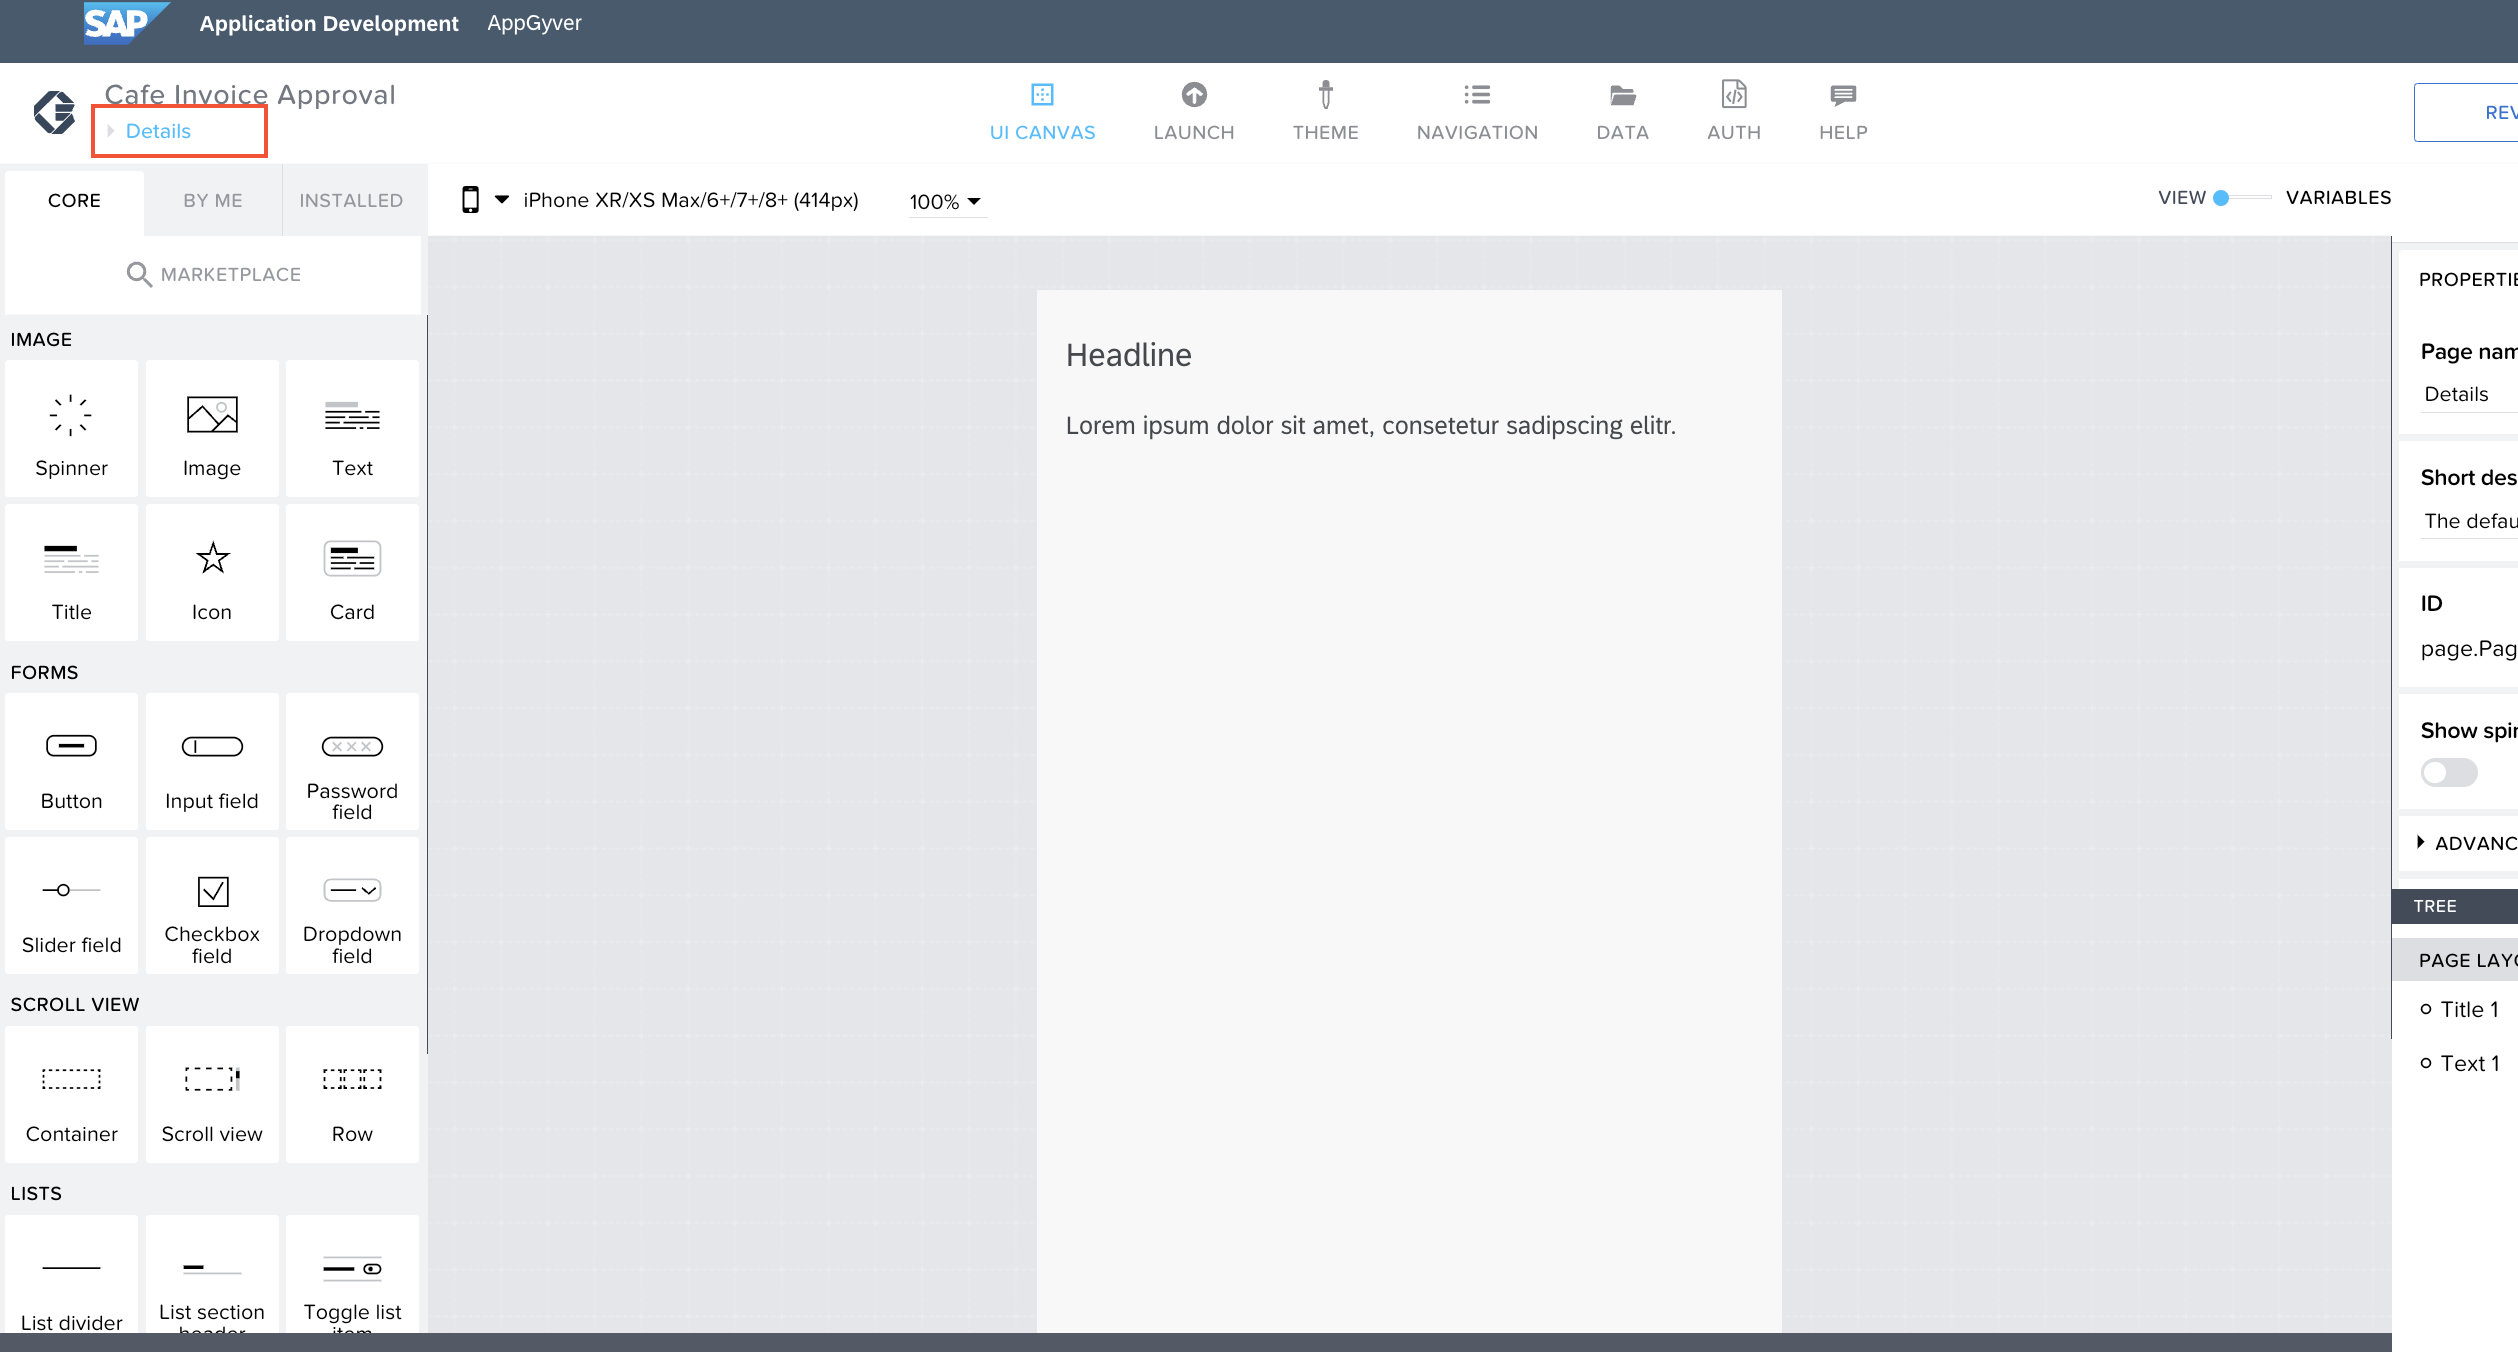 SAP Application Development AppGyver
Cafe Invoice Approval
Details
UI CANVAS
LAUNCH
THEME
NAVIGATION
DATA
AUTH
HELP
REV
CORE
BY ME
INSTALLED
iPhone XR/XS Max/6+/7+/8+ (414px)
100%
VIEW
VARIABLES
MARKETPLACE
IMAGE
Spinner
Image
Text
Title
Icon
Card
FORMS
Button
Input field
Password
field
Slider field
Checkbox
field
Dropdown
field
SCROLL VIEW
Container
Scroll view
Row
LISTS
List divider
List section
header
Toggle list
item
Headline
Lorem ipsum dolor sit amet, consetetur sadipscing elitr.
PROPERTIE
Page nam
Details
Short des
The defau
ID
page.Pag
Show spin
ADVANC
TREE
PAGE LAYO
Title 1
Text 1